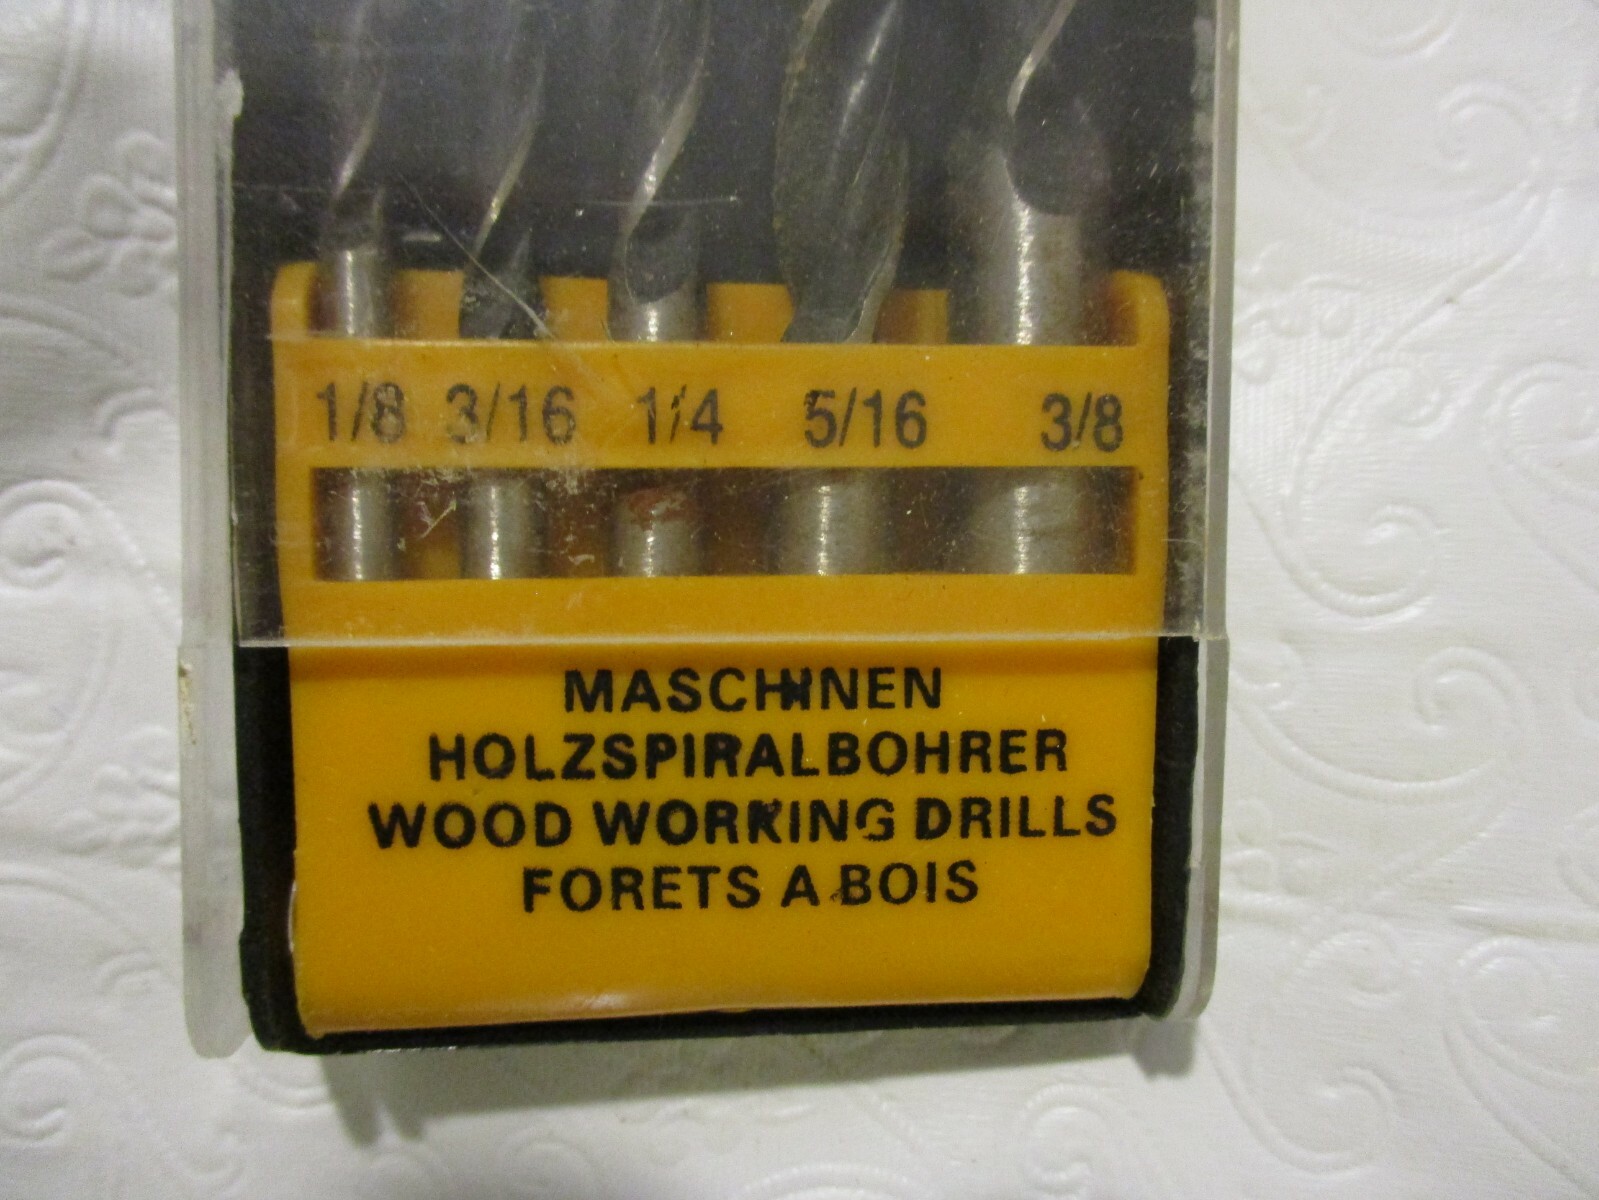 1/8 3/16 1/4 5/16 3/8
MASCHINEN
HOLZSPIRALBOHRER
WOOD WORKING DRILLS
FORETS A BOIS